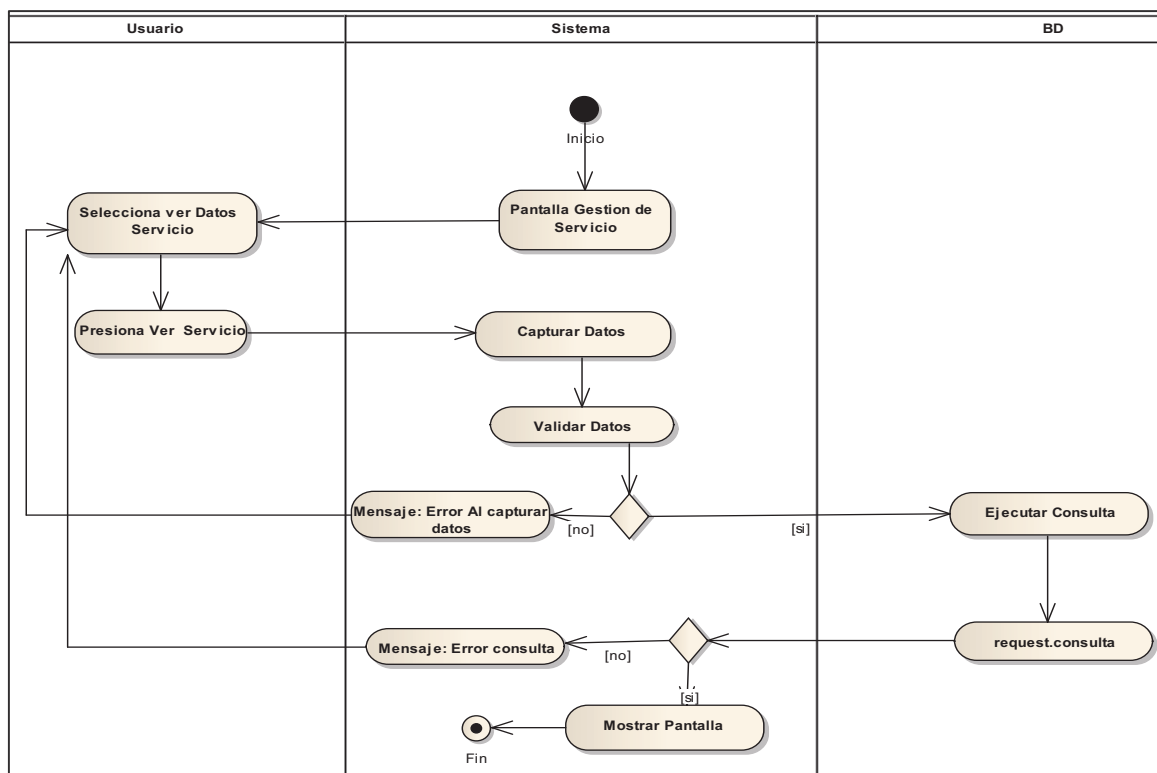 Usuario
Sistema
BD
Inicio
Selecciona ver Datos
Servicio
Pantalla Gestion de
Servicio
Presiona Ver Servicio
Capturar Datos
Validar Datos
Mensaje: Error Al capturar
datos
[no]
[si]
Ejecutar Consulta
Mensaje: Error consulta
[no]
request.consulta
[si]
Mostrar Pantalla
Fin